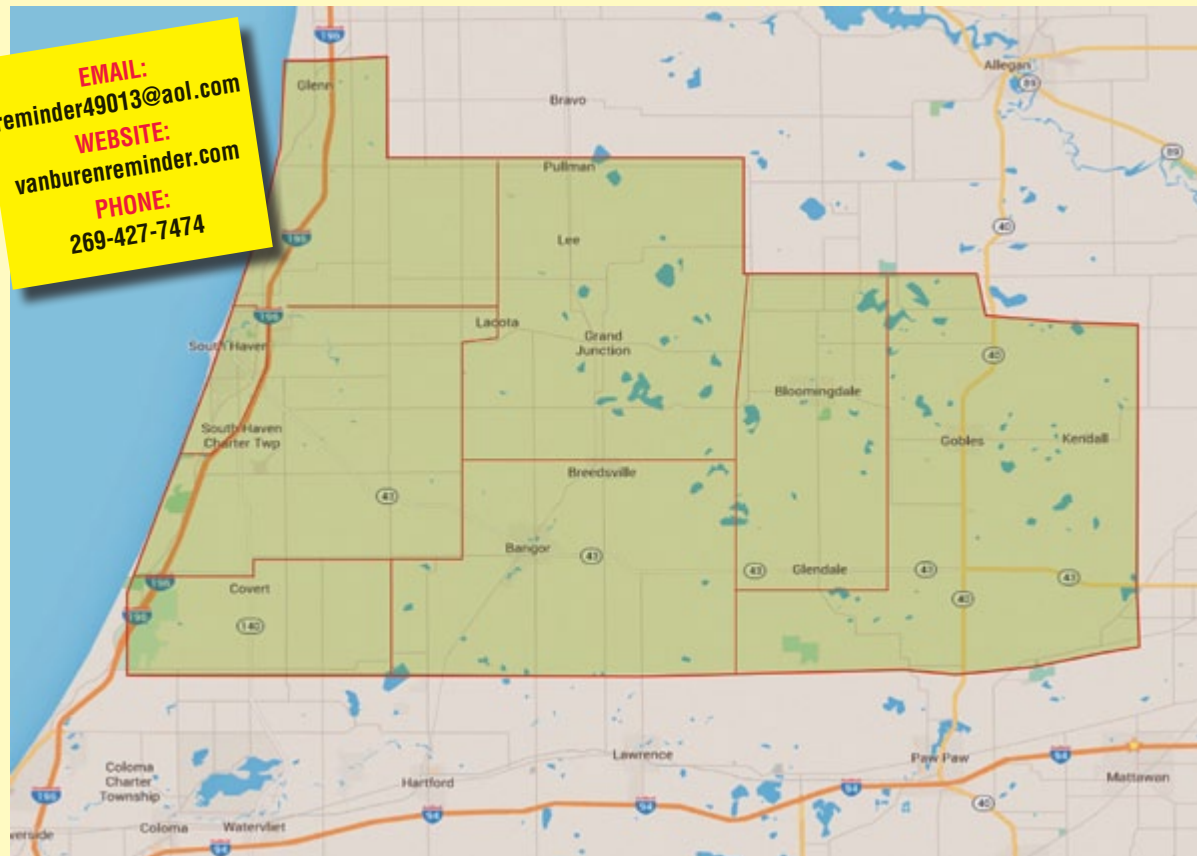 EMAIL:
reminder49013@aol.com
WEBSITE:
vanburenreminder.com
PHONE:
269-427-7474
196
Glenn
Bravo
Allegan
89
89
Pullman
40
Lee
196
196
South Haven
Lacota
Grand
Junction
40
Bloomingdale
South Haven
Charter Twp
Gobles
Kendall
Breedsville
43
Bangor
43
43
Glendale
43
43
196
Covert
40
196
140
Lawrence
Paw Paw
94
Coloma
Charter
Township
Hartford
94
Mattawan
196
94
94
40
verside
Coloma
Watervliet
94